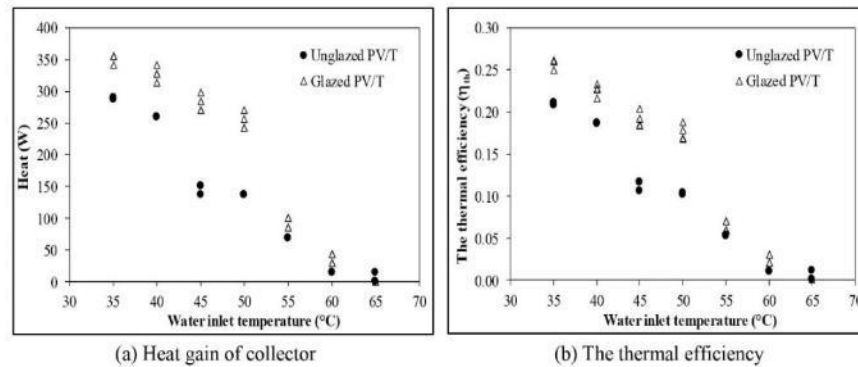 400
350
300
250
200
150
100
50
0
Heat (W)
● Unglazed PV/T
△ Glazed PV/T
30 35 40 45 50 55 60 65 70
Water inlet temperature (°C)
(a) Heat gain of collector
0.30
0.25
0.20
0.15
0.10
0.05
0.00
The thermal efficiency (ηth)
● Unglazed PV/T
△ Glazed PV/T
30 35 40 45 50 55 60 65 70
Water inlet temperature (°C)
(b) The thermal efficiency